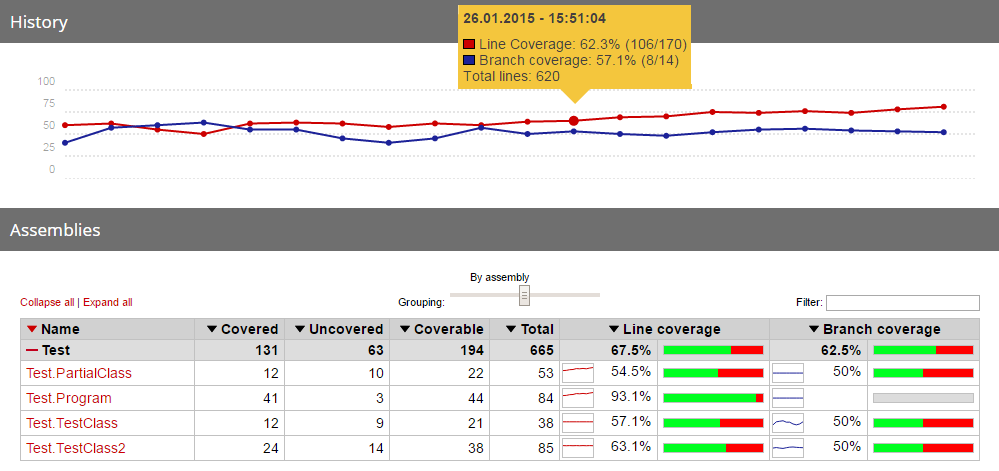 History
26.01.2015 - 15:51:04
Line Coverage: 62.3% (106/170)
Branch coverage: 57.1% (8/14)
Total lines: 620
100
75
50
25
0
Assemblies
By assembly
Collapse all | Expand all Grouping: Filter:
Name Covered Uncovered Coverable Total Line coverage Branch coverage
Test 131 63 194 665 67.5% 62.5%
Test.PartialClass 12 10 22 53 54.5% 50%
Test.Program 41 3 44 84 93.1%
Test.TestClass 12 9 21 38 57.1% 50%
Test.TestClass2 24 14 38 85 63.1% 50%